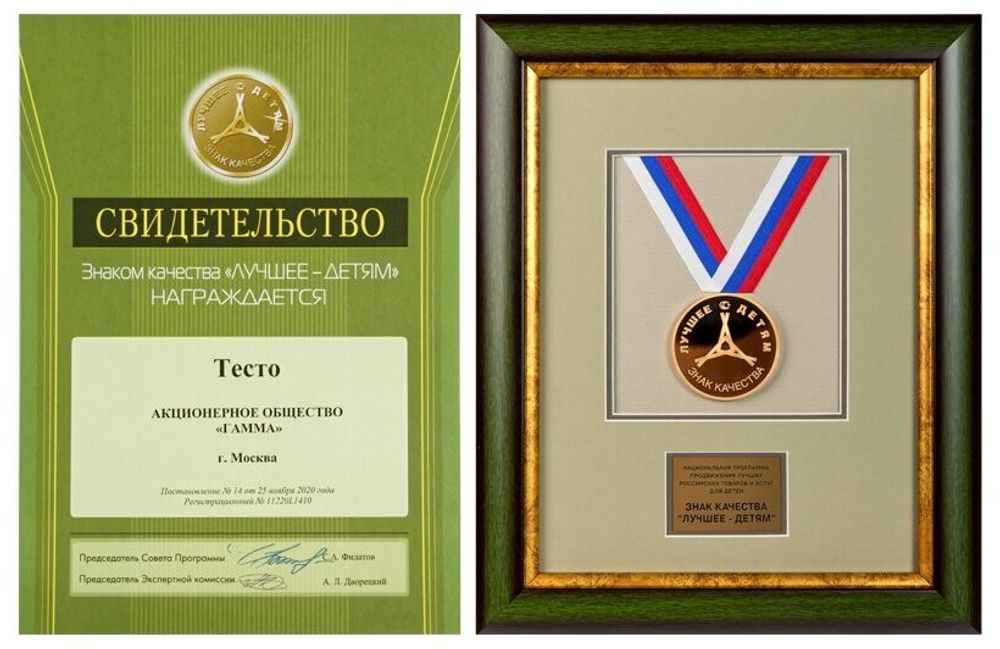 ЛУЧШЕЕ ДЕТЯМ
ЗНАК КАЧЕСТВА
СВИДЕТЕЛЬСТВО
Знаком качества «ЛУЧШЕЕ – ДЕТЯМ»
НАГРАЖДАЕТСЯ
Тесто
АКЦИОНЕРНОЕ ОБЩЕСТВО
«ГАММА»
г. Москва
Постановление № 14 от 25 ноября 2020 года
Регистрационный № 11220L1410
Председатель Совета Программы С.А. Филатов
Председатель Экспертной комиссии А. Л. Дворецкий
ЛУЧШЕЕ ДЕТЯМ
ЗНАК КАЧЕСТВА
НАЦИОНАЛЬНАЯ ПРОГРАММА
ПРОДВИЖЕНИЯ ЛУЧШИХ
РОССИЙСКИХ ТОВАРОВ И УСЛУГ
ДЛЯ ДЕТЕЙ
ЗНАК КАЧЕСТВА
"ЛУЧШЕЕ - ДЕТЯМ"